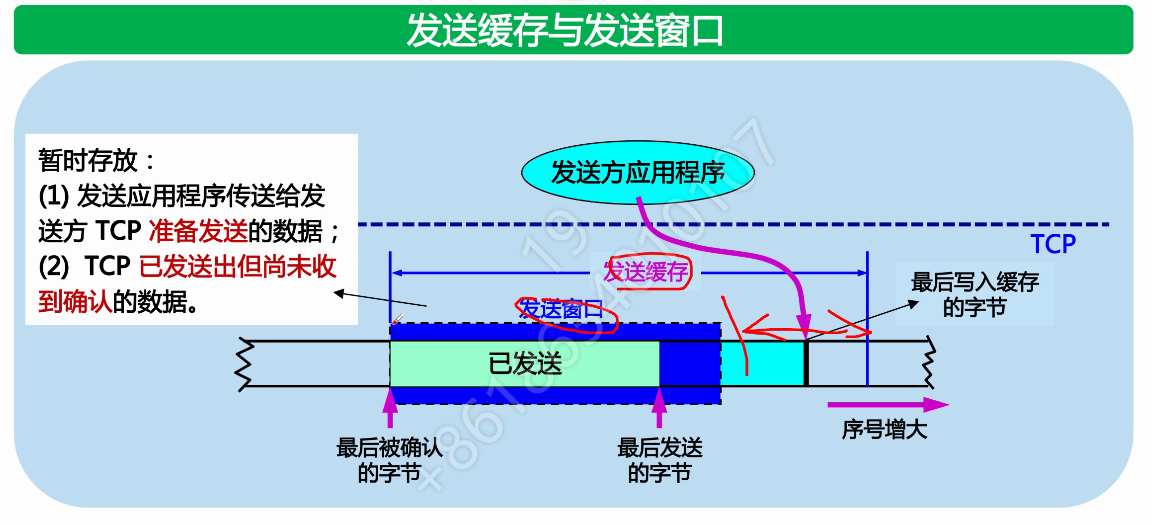 发送缓存与发送窗口
暂时存放：
(1) 发送应用程序传送给发
送方 TCP 准备发送的数据；
(2) TCP 已发送出但尚未收
到确认的数据。
发送方应用程序
TCP
发送缓存
发送窗口
最后写入缓存
的字节
已发送
最后被确认
的字节
最后发送
的字节
序号增大